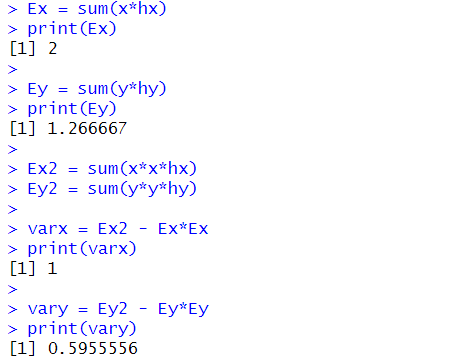 > Ex = sum(x*hx)
> print(Ex)
[1] 2
>
> Ey = sum(y*hy)
> print(Ey)
[1] 1.266667
>
> Ex2 = sum(x*x*hx)
> Ey2 = sum(y*y*hy)
>
> varx = Ex2 - Ex*Ex
> print(varx)
[1] 1
>
> vary = Ey2 - Ey*Ey
> print(vary)
[1] 0.5955556